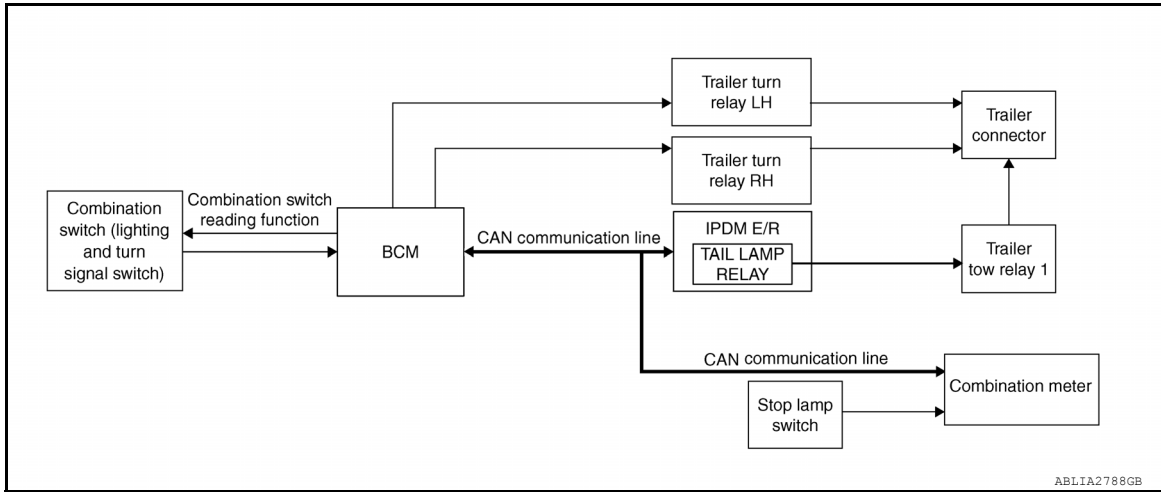 Trailer turn
relay LH
Trailer
connector
Trailer turn
relay RH
Combination
switch (lighting
and turn
signal switch)
Combination switch
reading function
BCM
CAN communication line
IPDM E/R
TAIL LAMP
RELAY
Trailer
tow relay 1
CAN communication line
Combination meter
Stop lamp
switch
ABLIA2788GB